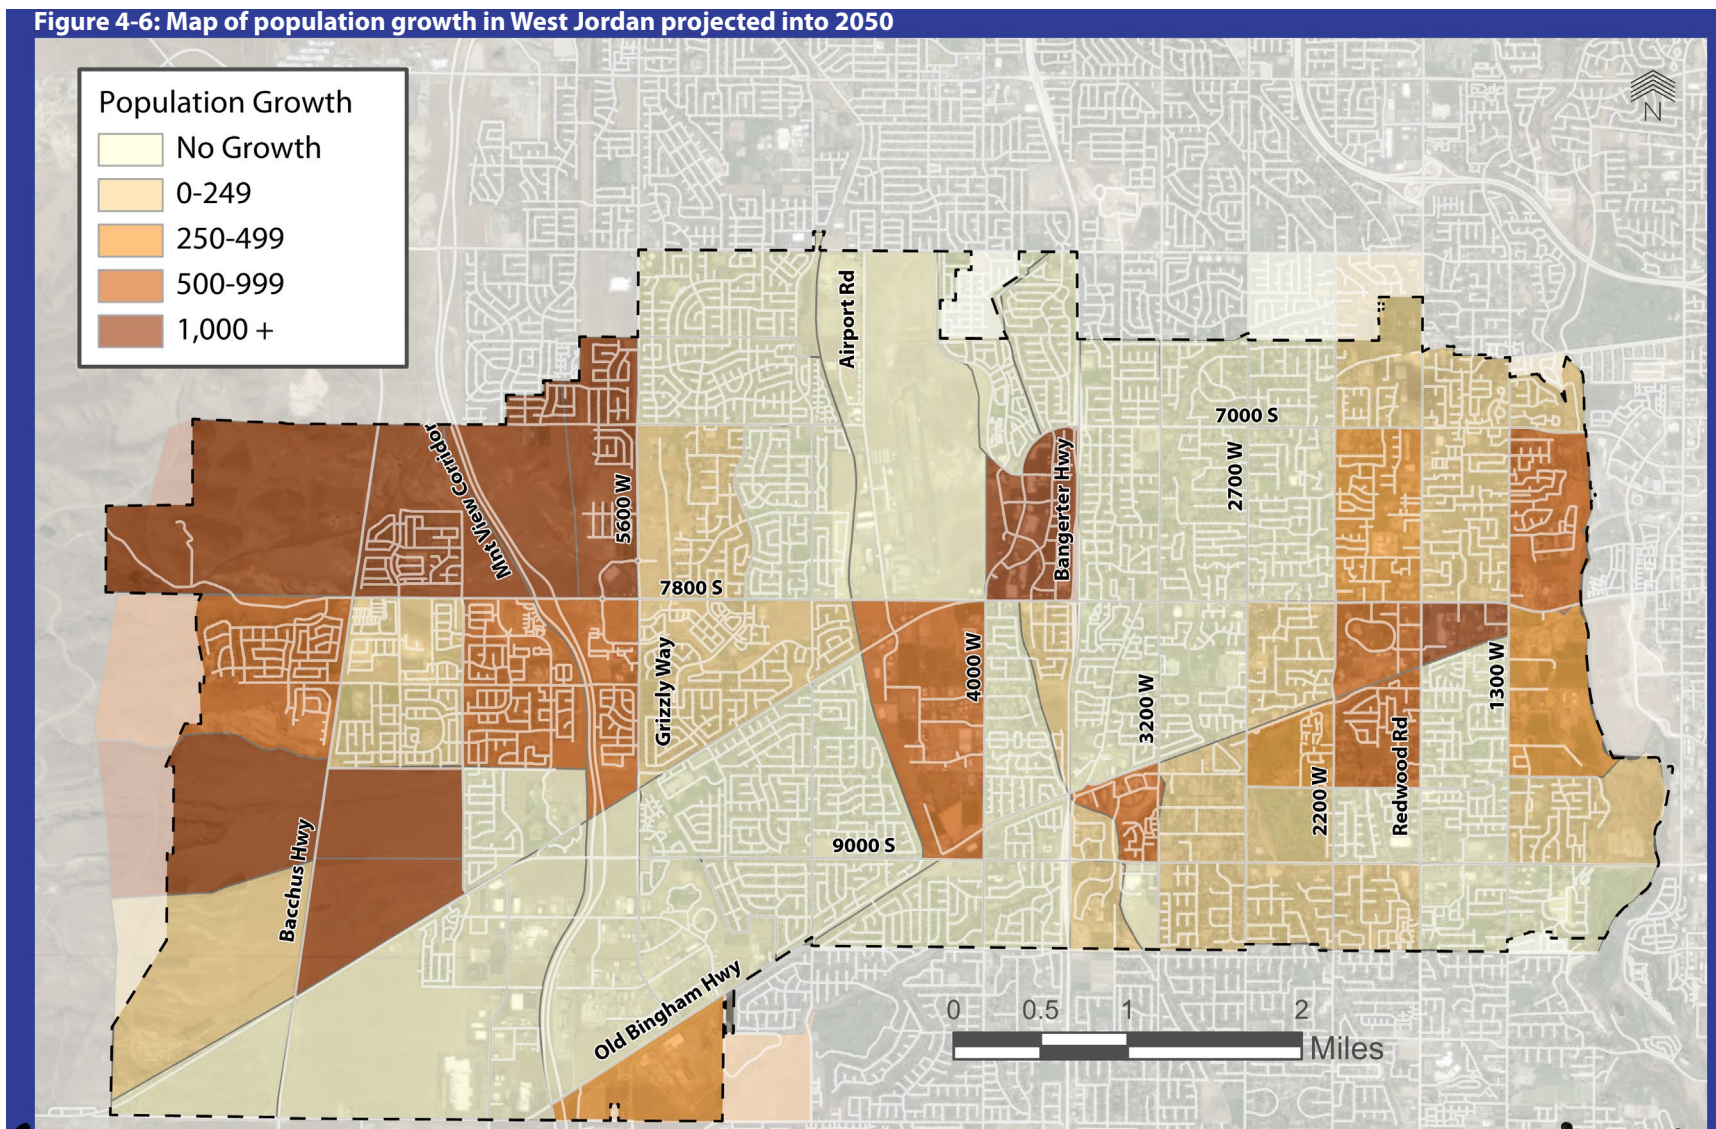 Figure 4-6: Map of population growth in West Jordan projected into 2050
Population Growth
No Growth
0-249
250-499
500-999
1,000 +
N
Airport Rd
7000 S
Mnt View Corridor
5600 W
Bangerter Hwy
2700 W
7800 S
Grizzly Way
4000 W
3200 W
1300 W
Redwood Rd
2200 W
9000 S
Bacchus Hwy
Old Bingham Hwy
0 0.5 1 2
Miles